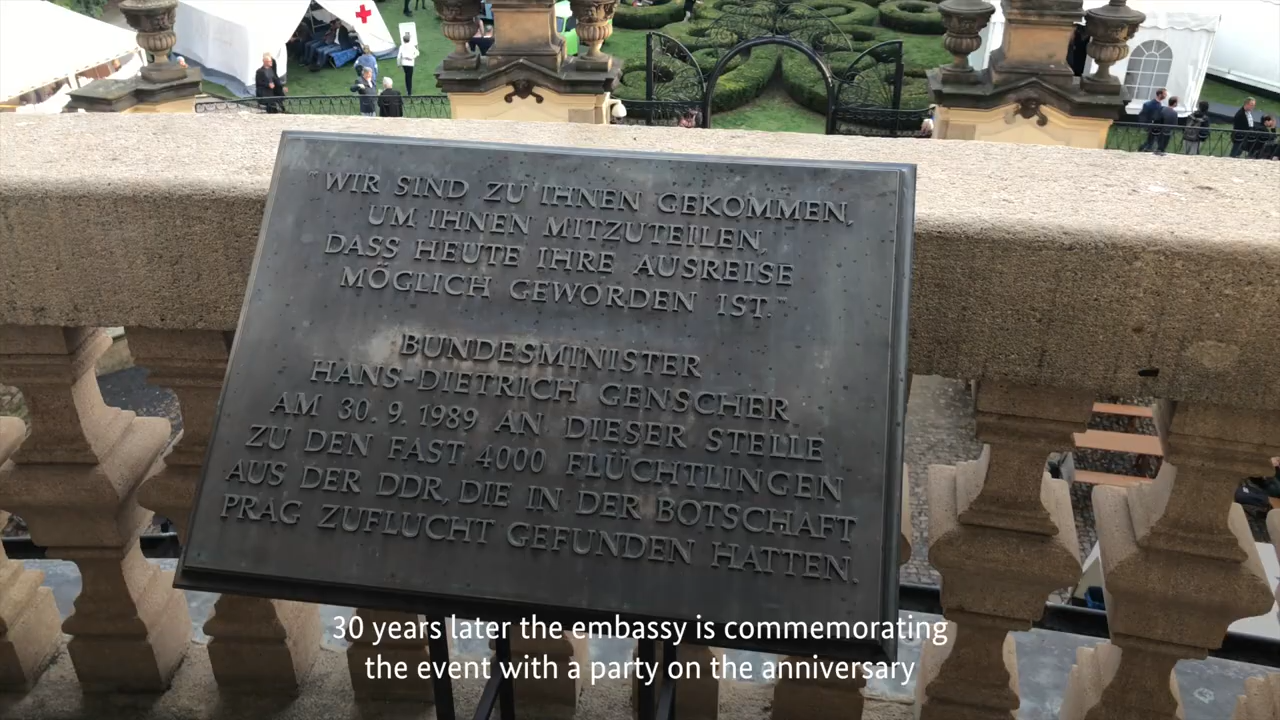 "WIR SIND ZU IHNEN GEKOMMEN,
UM IHNEN MITZUTEILEN,
DASS HEUTE IHRE AUSREISE
MÖGLICH GEWORDEN IST."
BUNDESMINISTER
HANS-DIETRICH GENSCHER
AM 30. 9. 1989 AN DIESER STELLE
ZU DEN FAST 4000 FLÜCHTLINGEN
AUS DER DDR, DIE IN DER BOTSCHAFT
PRAG ZUFLUCHT GEFUNDEN HATTEN.
30 years later the embassy is commemorating
the event with a party on the anniversary